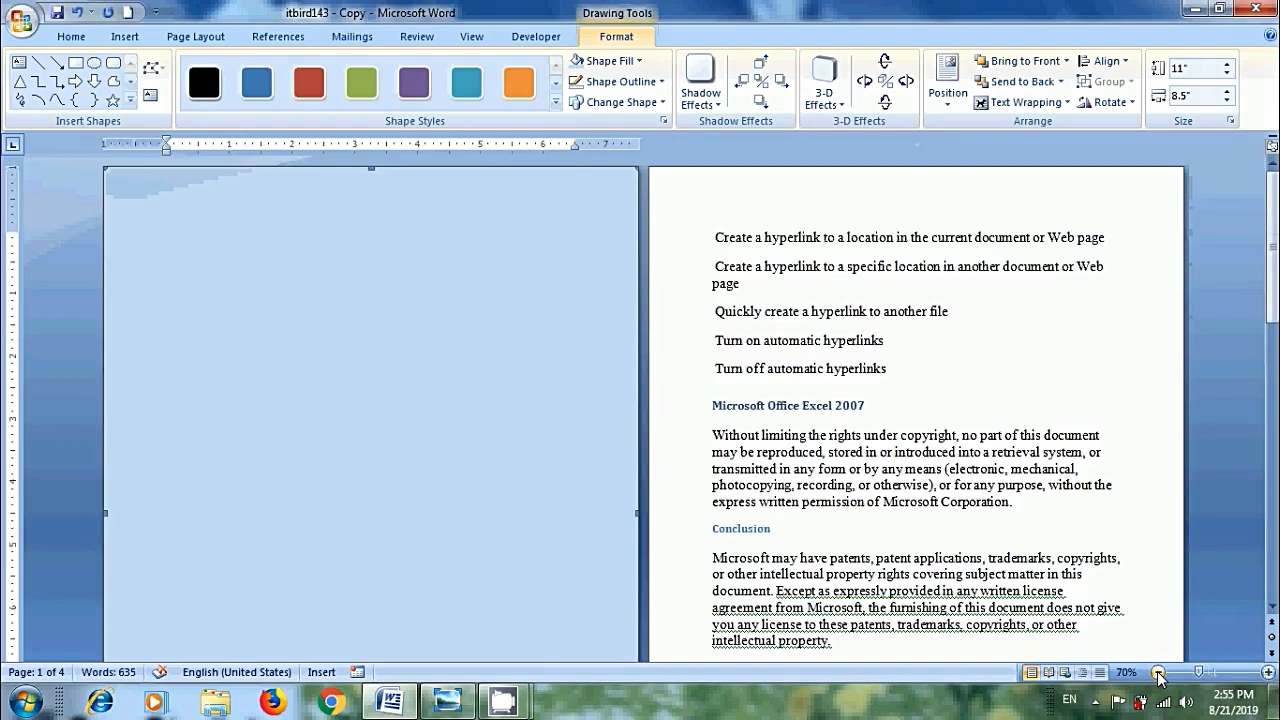 itbird143 - Copy - Microsoft Word
Drawing Tools
Home Insert Page Layout References Mailings Review View Developer Format
Shape Fill
Shape Outline
Change Shape
Shadow Effects
3-D Effects
Position
Bring to Front
Send to Back
Text Wrapping
Align
Group
Rotate
11"
8.5"
Insert Shapes Shape Styles Shadow Effects 3-D Effects Arrange Size
1 1 2 3 4 5 6 7
Create a hyperlink to a location in the current document or Web page
Create a hyperlink to a specific location in another document or Web
page
Quickly create a hyperlink to another file
Turn on automatic hyperlinks
Turn off automatic hyperlinks
Microsoft Office Excel 2007
Without limiting the rights under copyright, no part of this document
may be reproduced, stored in or introduced into a retrieval system, or
transmitted in any form or by any means (electronic, mechanical,
photocopying, recording, or otherwise), or for any purpose, without the
express written permission of Microsoft Corporation.
Conclusion
Microsoft may have patents, patent applications, trademarks, copyrights,
or other intellectual property rights covering subject matter in this
document. Except as expressly provided in any written license
agreement from Microsoft, the furnishing of this document does not give
you any license to these patents, trademarks, copyrights, or other
intellectual property.
Page: 1 of 4 Words: 635 English (United States) Insert 70%
EN 2:55 PM
8/21/2019